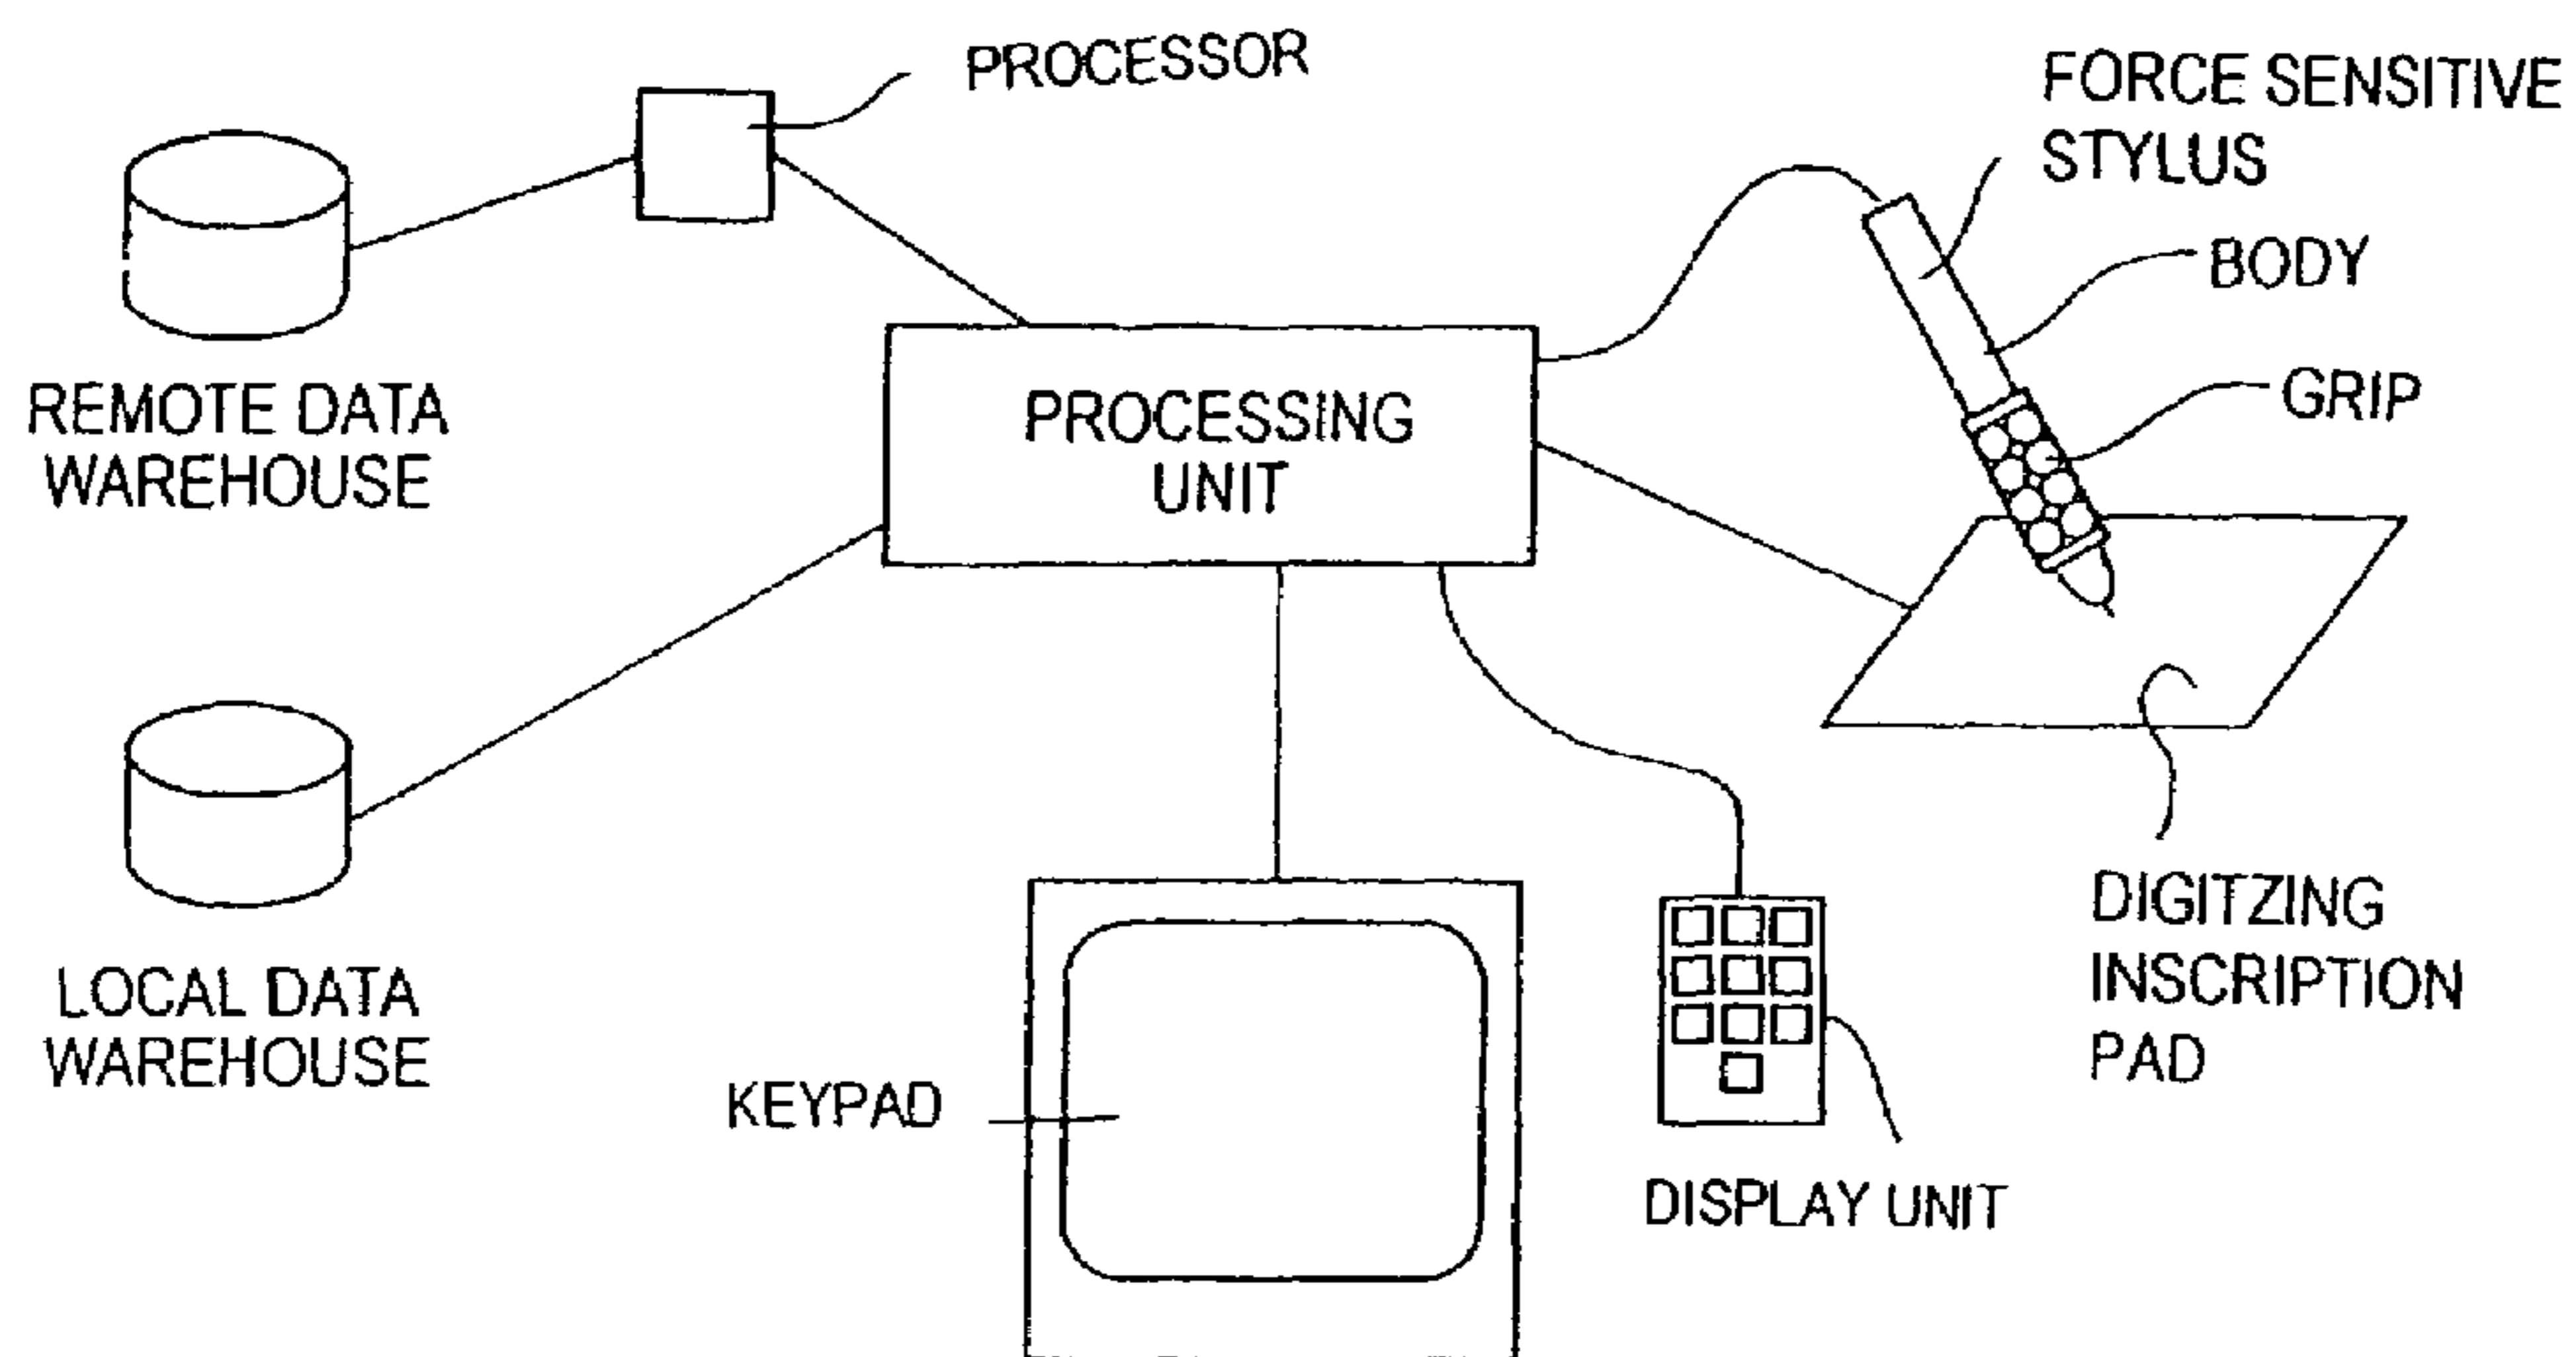 PROCESSOR
FORCE SENSITIVE
STYLUS
BODY
GRIP
REMOTE DATA
WAREHOUSE
PROCESSING
UNIT
LOCAL DATA
WAREHOUSE
KEYPAD
DISPLAY UNIT
DIGITZING
INSCRIPTION
PAD